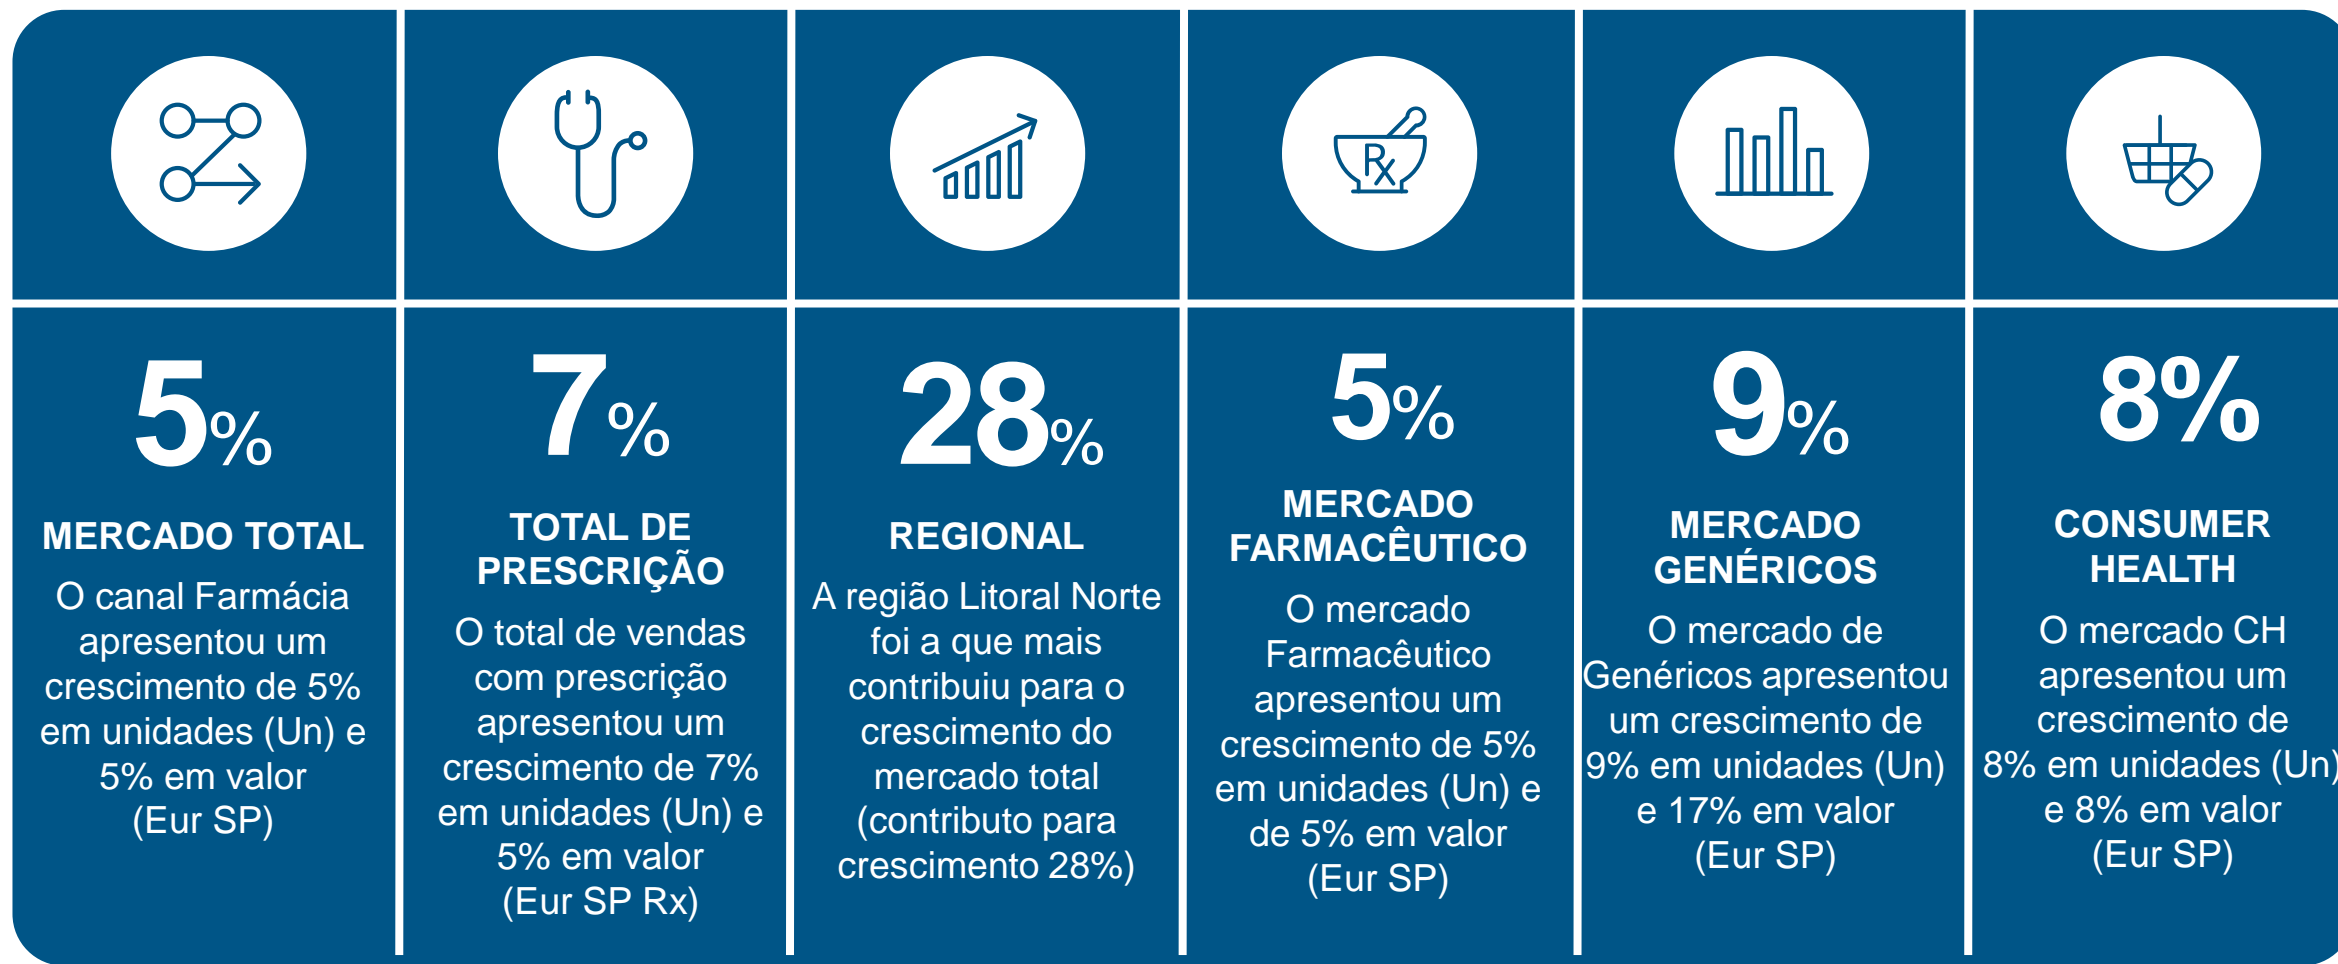 Rx
5%
MERCADO TOTAL
O canal Farmácia
apresentou um
crescimento de 5%
em unidades (Un) e
5% em valor
(Eur SP)
7%
TOTAL DE
PRESCRIÇÃO
O total de vendas
com prescrição
apresentou um
crescimento de 7%
em unidades (Un) e
5% em valor
(Eur SP Rx)
28%
REGIONAL
A região Litoral Norte
foi a que mais
contribuiu para o
crescimento do
mercado total
(contributo para
crescimento 28%)
5%
MERCADO
FARMACÊUTICO
O mercado
Farmacêutico
apresentou um
crescimento de 5%
em unidades (Un) e
de 5% em valor
(Eur SP)
9%
MERCADO
GENÉRICOS
O mercado de
Genéricos apresentou
um crescimento de
9% em unidades (Un)
e 17% em valor
(Eur SP)
8%
CONSUMER
HEALTH
O mercado CH
apresentou um
crescimento de
8% em unidades (Un)
e 8% em valor
(Eur SP)